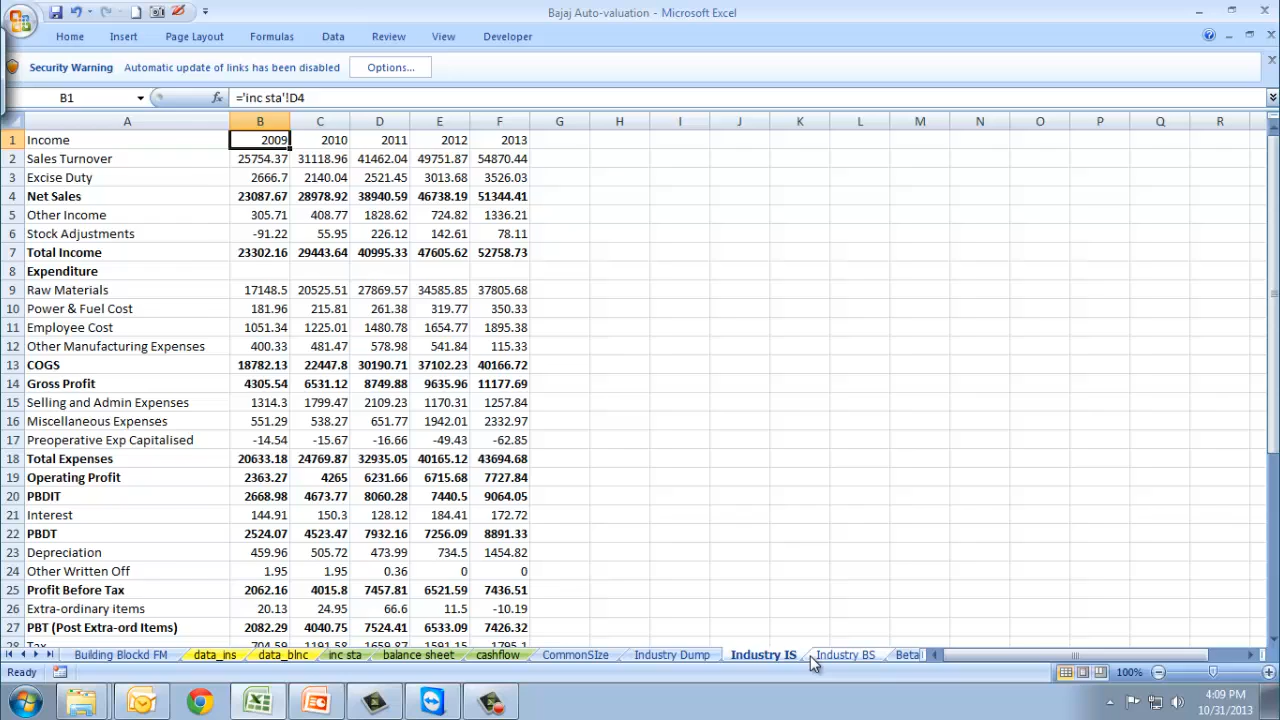 Bajaj Auto-valuation - Microsoft Excel
Home Insert Page Layout Formulas Data Review View Developer
Security Warning Automatic update of links has been disabled Options...
B1 fx ='inc sta'!D4
A B C D E F G H I J K L M N O P Q R
1 Income 2009 2010 2011 2012 2013
2 Sales Turnover 25754.37 31118.96 41462.04 49751.87 54870.44
3 Excise Duty 2666.7 2140.04 2521.45 3013.68 3526.03
4 Net Sales 23087.67 28978.92 38940.59 46738.19 51344.41
5 Other Income 305.71 408.77 1828.62 724.82 1336.21
6 Stock Adjustments -91.22 55.95 226.12 142.61 78.11
7 Total Income 23302.16 29443.64 40995.33 47605.62 52758.73
8 Expenditure
9 Raw Materials 17148.5 20525.51 27869.57 34585.85 37805.68
10 Power & Fuel Cost 181.96 215.81 261.38 319.77 350.33
11 Employee Cost 1051.34 1225.01 1480.78 1654.77 1895.38
12 Other Manufacturing Expenses 400.33 481.47 578.98 541.84 115.33
13 COGS 18782.13 22447.8 30190.71 37102.23 40166.72
14 Gross Profit 4305.54 6531.12 8749.88 9635.96 11177.69
15 Selling and Admin Expenses 1314.3 1799.47 2109.23 1170.31 1257.84
16 Miscellaneous Expenses 551.29 538.27 651.77 1942.01 2332.97
17 Preoperative Exp Capitalised -14.54 -15.67 -16.66 -49.43 -62.85
18 Total Expenses 20633.18 24769.87 32935.05 40165.12 43694.68
19 Operating Profit 2363.27 4265 6231.66 6715.68 7727.84
20 PBDIT 2668.98 4673.77 8060.28 7440.5 9064.05
21 Interest 144.91 150.3 128.12 184.41 172.72
22 PBDT 2524.07 4523.47 7932.16 7256.09 8891.33
23 Depreciation 459.96 505.72 473.99 734.5 1454.82
24 Other Written Off 1.95 1.95 0.36 0 0
25 Profit Before Tax 2062.16 4015.8 7457.81 6521.59 7436.51
26 Extra-ordinary items 20.13 24.95 66.6 11.5 -10.19
27 PBT (Post Extra-ord Items) 2082.29 4040.75 7524.41 6533.09 7426.32
28 Tax 704.59 1191.58 1659.87 1591.15 1795.1
Building Blockd FM data_ins data_blnc inc sta balance sheet cashflow CommonSIze Industry Dump Industry IS Industry BS Beta
Ready 100%
4:09 PM
10/31/2013